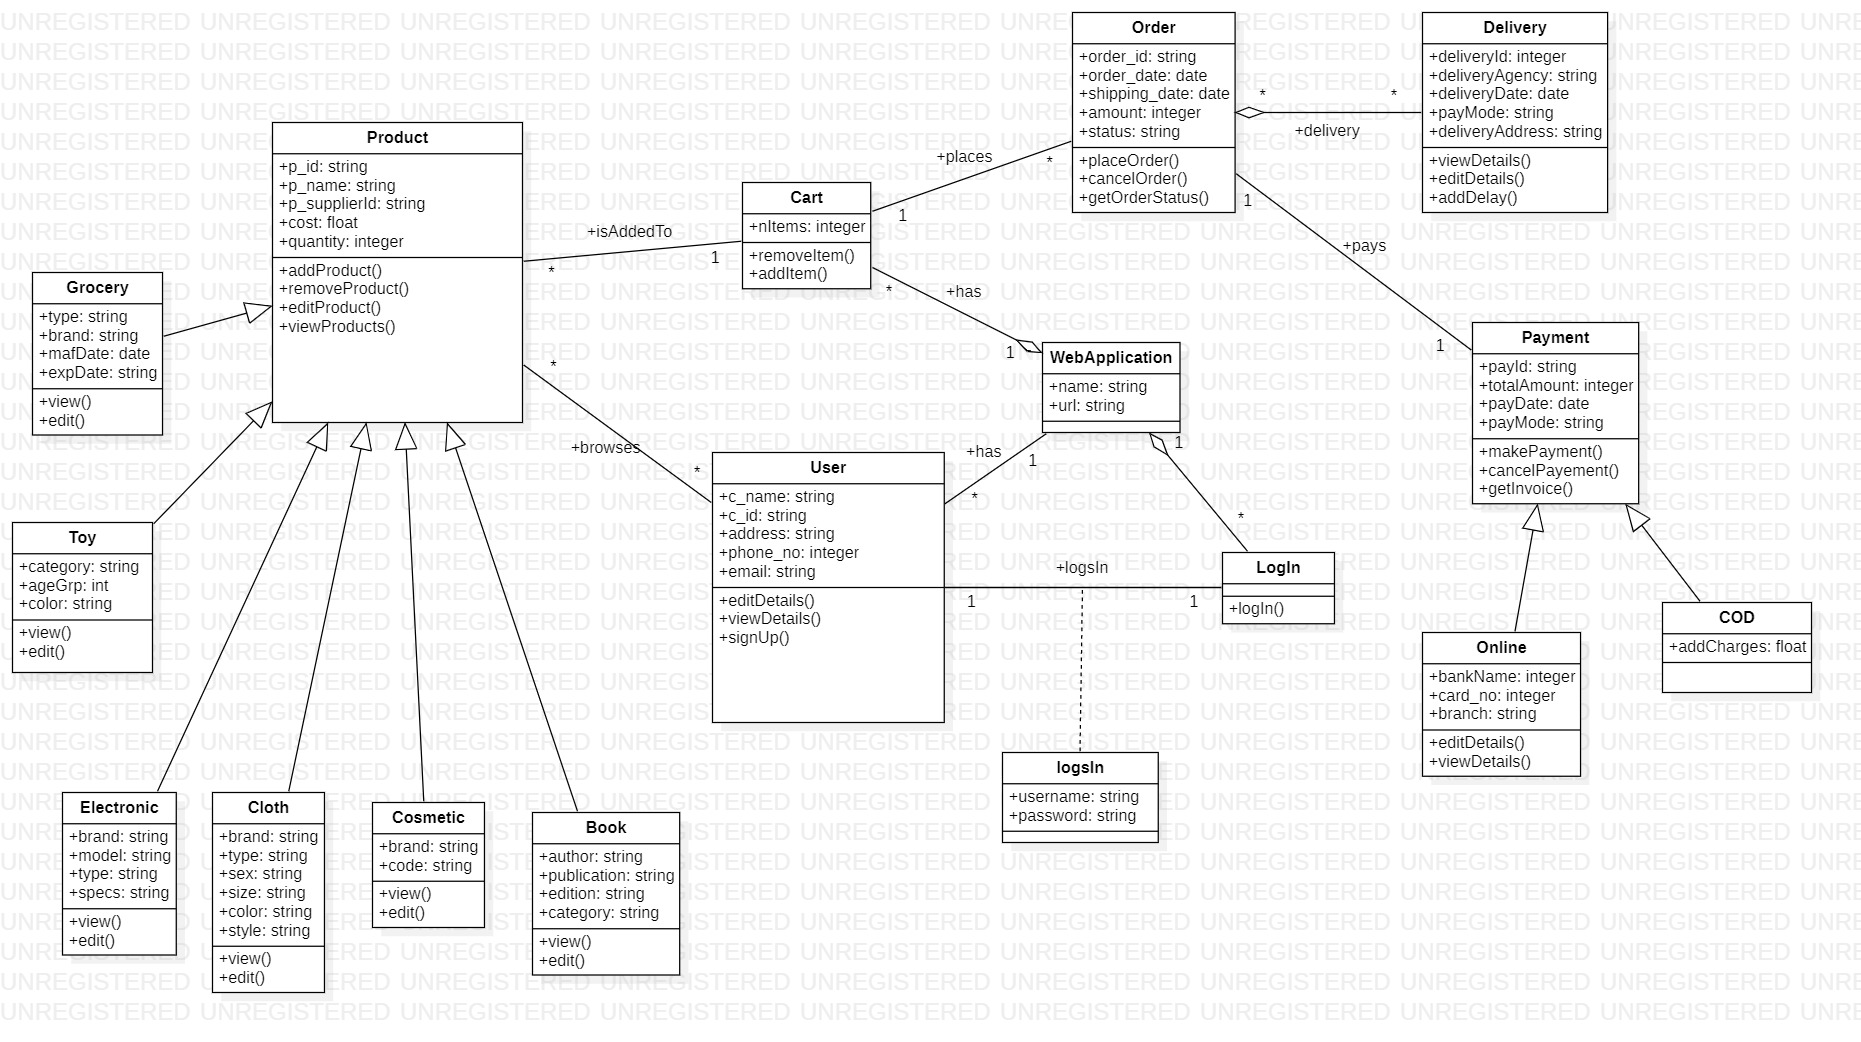 Order
+order_id: string
+order_date: date
+shipping_date: date
+amount: integer
+status: string
+placeOrder()
+cancelOrder()
+getOrderStatus()
Delivery
+deliveryId: integer
+deliveryAgency: string
+deliveryDate: date
+payMode: string
+deliveryAddress: string
+viewDetails()
+editDetails()
+addDelay()
*
*
+delivery
Product
+p_id: string
+p_name: string
+p_supplierId: string
+cost: float
+quantity: integer
+addProduct()
+removeProduct()
+editProduct()
+viewProducts()
+places
*
1
Cart
+nItems: integer
+removeItem()
+addItem()
+isAddedTo
*
1
1
+pays
1
*
+has
1
Grocery
+type: string
+brand: string
+mafDate: date
+expDate: string
+view()
+edit()
WebApplication
+name: string
+url: string
Payment
+payId: string
+totalAmount: integer
+payDate: date
+payMode: string
+makePayment()
+cancelPayement()
+getInvoice()
*
+browses
*
+has
1
*
1
*
User
+c_name: string
+c_id: string
+address: string
+phone_no: integer
+email: string
+editDetails()
+viewDetails()
+signUp()
+logsIn
1
1
LogIn
+logIn()
Toy
+category: string
+ageGrp: int
+color: string
+view()
+edit()
COD
+addCharges: float
Online
+bankName: integer
+card_no: integer
+branch: string
+editDetails()
+viewDetails()
logsIn
+username: string
+password: string
Electronic
+brand: string
+model: string
+type: string
+specs: string
+view()
+edit()
Cloth
+brand: string
+type: string
+sex: string
+size: string
+color: string
+style: string
+view()
+edit()
Cosmetic
+brand: string
+code: string
+view()
+edit()
Book
+author: string
+publication: string
+edition: string
+category: string
+view()
+edit()
UNREGISTERED